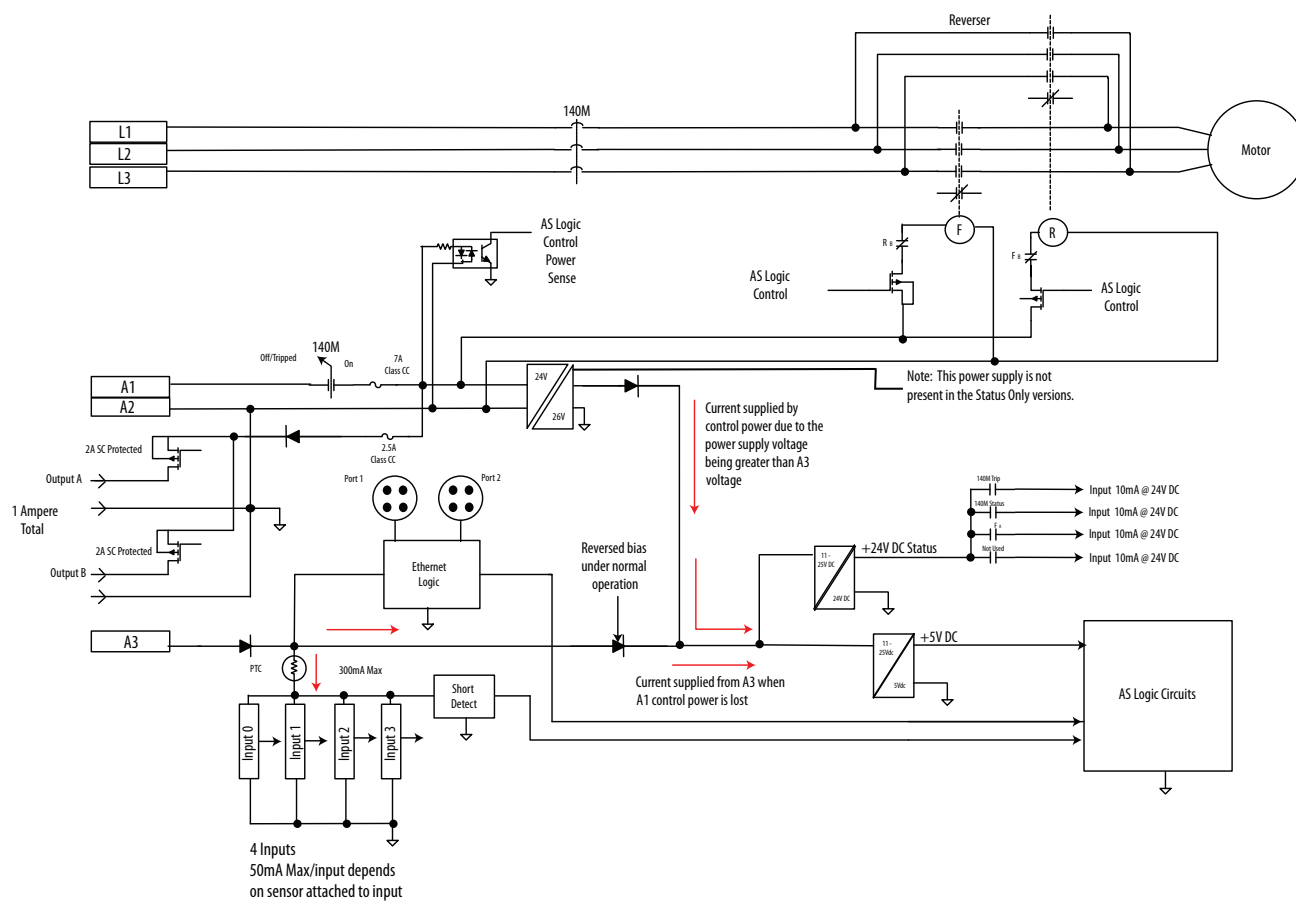 Reverser
140M
L1
L2
L3
Motor
AS Logic
Control
Power
Sense
R B
F
F B
R
AS Logic
Control
AS Logic
Control
Off/Tripped
140M
On
7A
Class CC
A1
A2
24V
26V
Note: This power supply is not
present in the Status Only versions.
Current supplied by
control power due to the
power supply voltage
being greater than A3
voltage
2A SC Protected
2.5A
Class CC
Output A
Port 1
Port 2
1 Ampere
Total
2A SC Protected
Output B
Ethernet
Logic
Reversed bias
under normal
operation
140M Trip
Input 10mA @ 24V DC
140M Status
Input 10mA @ 24V DC
F A
Input 10mA @ 24V DC
Not Used
Input 10mA @ 24V DC
+24V DC Status
11 -
25V DC
24V DC
A3
PTC
300mA Max
+5V DC
11 -
25Vdc
5Vdc
Current supplied from A3 when
A1 control power is lost
Short
Detect
AS Logic Circuits
Input 0
Input 1
Input 2
Input 3
4 Inputs
50mA Max/input depends
on sensor attached to input